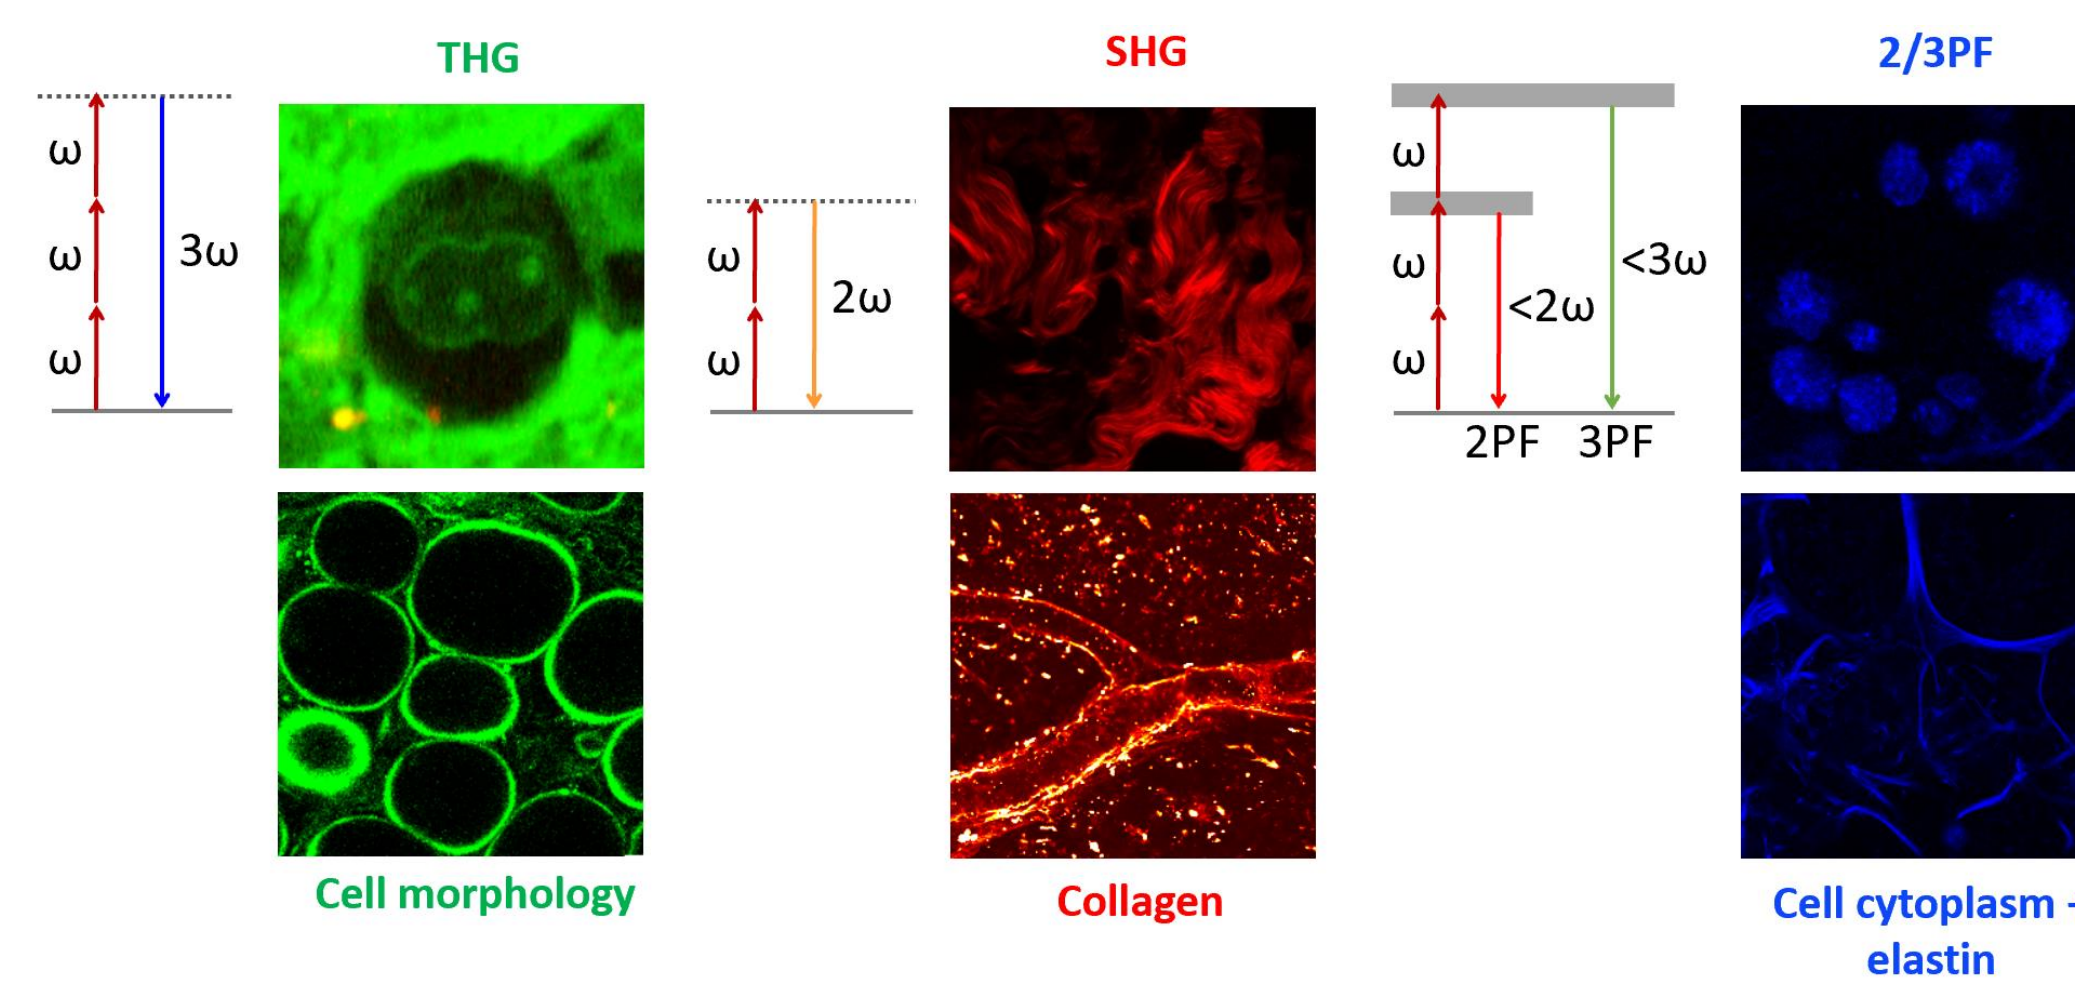 THG
ω
ω
ω
3ω
Cell morphology
SHG
ω
ω
2ω
Collagen
2/3PF
ω
ω
ω
<2ω
<3ω
2PF 3PF
Cell cytoplasm
elastin